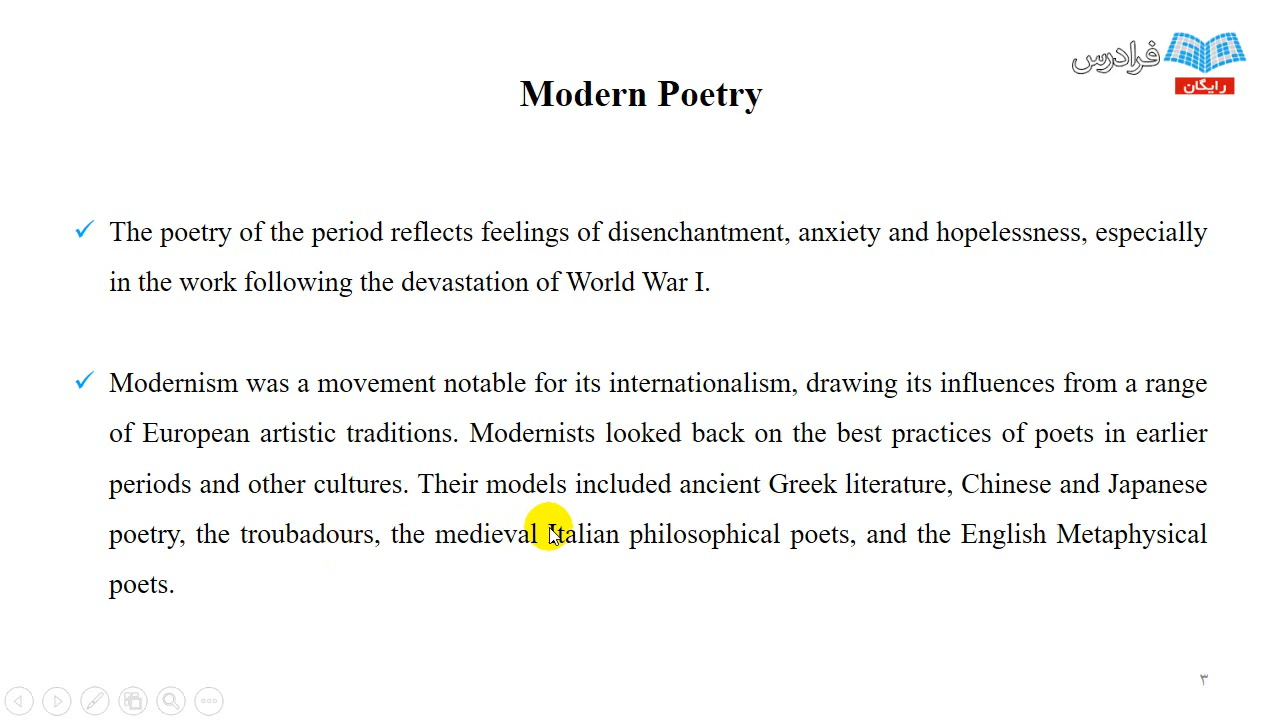 فرادرس
رایگان
Modern Poetry
The poetry of the period reflects feelings of disenchantment, anxiety and hopelessness, especially
in the work following the devastation of World War I.
Modernism was a movement notable for its internationalism, drawing its influences from a range
of European artistic traditions. Modernists looked back on the best practices of poets in earlier
periods and other cultures. Their models included ancient Greek literature, Chinese and Japanese
poetry, the troubadours, the medieval Italian philosophical poets, and the English Metaphysical
poets.
۳